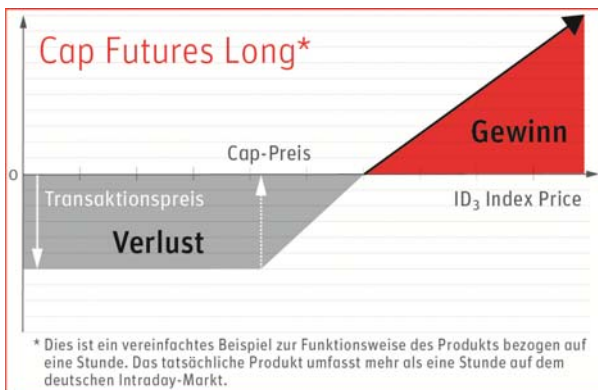 Cap Futures Long*
Cap-Preis
Gewinn
0
Transaktionspreis
ID₃ Index Price
Verlust
* Dies ist ein vereinfachtes Beispiel zur Funktionsweise des Produkts bezogen auf
eine Stunde. Das tatsächliche Produkt umfasst mehr als eine Stunde auf dem
deutschen Intraday-Markt.